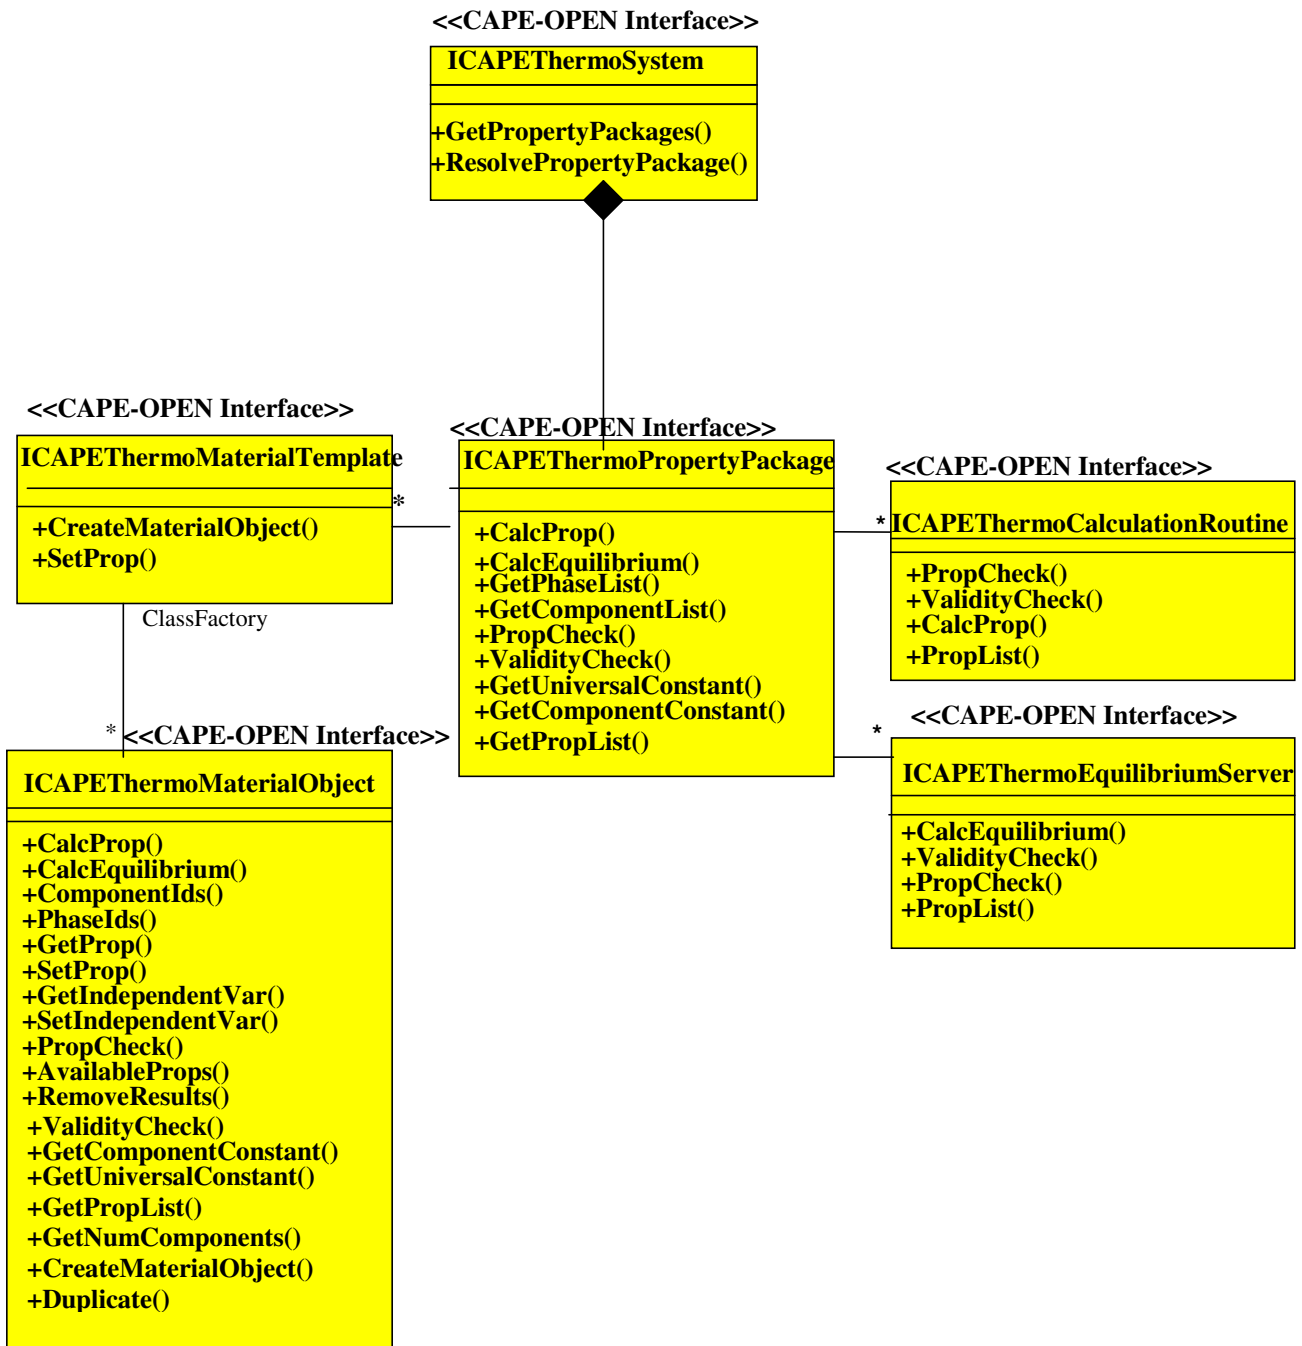 <<CAPE-OPEN Interface>>
ICAPEThermoSystem
+GetPropertyPackages()
+ResolvePropertyPackage()
<<CAPE-OPEN Interface>>
ICAPEThermoMaterialTemplate
*
+CreateMaterialObject()
+SetProp()
ClassFactory
<<CAPE-OPEN Interface>>
ICAPEThermoPropertyPackage
+CalcProp()
+CalcEquilibrium()
+GetPhaseList()
+GetComponentList()
+PropCheck()
+ValidityCheck()
+GetUniversalConstant()
+GetComponentConstant()
+GetPropList()
<<CAPE-OPEN Interface>>
*
ICAPEThermoCalculationRoutine
+PropCheck()
+ValidityCheck()
+CalcProp()
+PropList()
<<CAPE-OPEN Interface>>
*
ICAPEThermoEquilibriumServer
+CalcEquilibrium()
+ValidityCheck()
+PropCheck()
+PropList()
*
<<CAPE-OPEN Interface>>
ICAPEThermoMaterialObject
+CalcProp()
+CalcEquilibrium()
+ComponentIds()
+PhaseIds()
+GetProp()
+SetProp()
+GetIndependentVar()
+SetIndependentVar()
+PropCheck()
+AvailableProps()
+RemoveResults()
+ValidityCheck()
+GetComponentConstant()
+GetUniversalConstant()
+GetPropList()
+GetNumComponents()
+CreateMaterialObject()
+Duplicate()